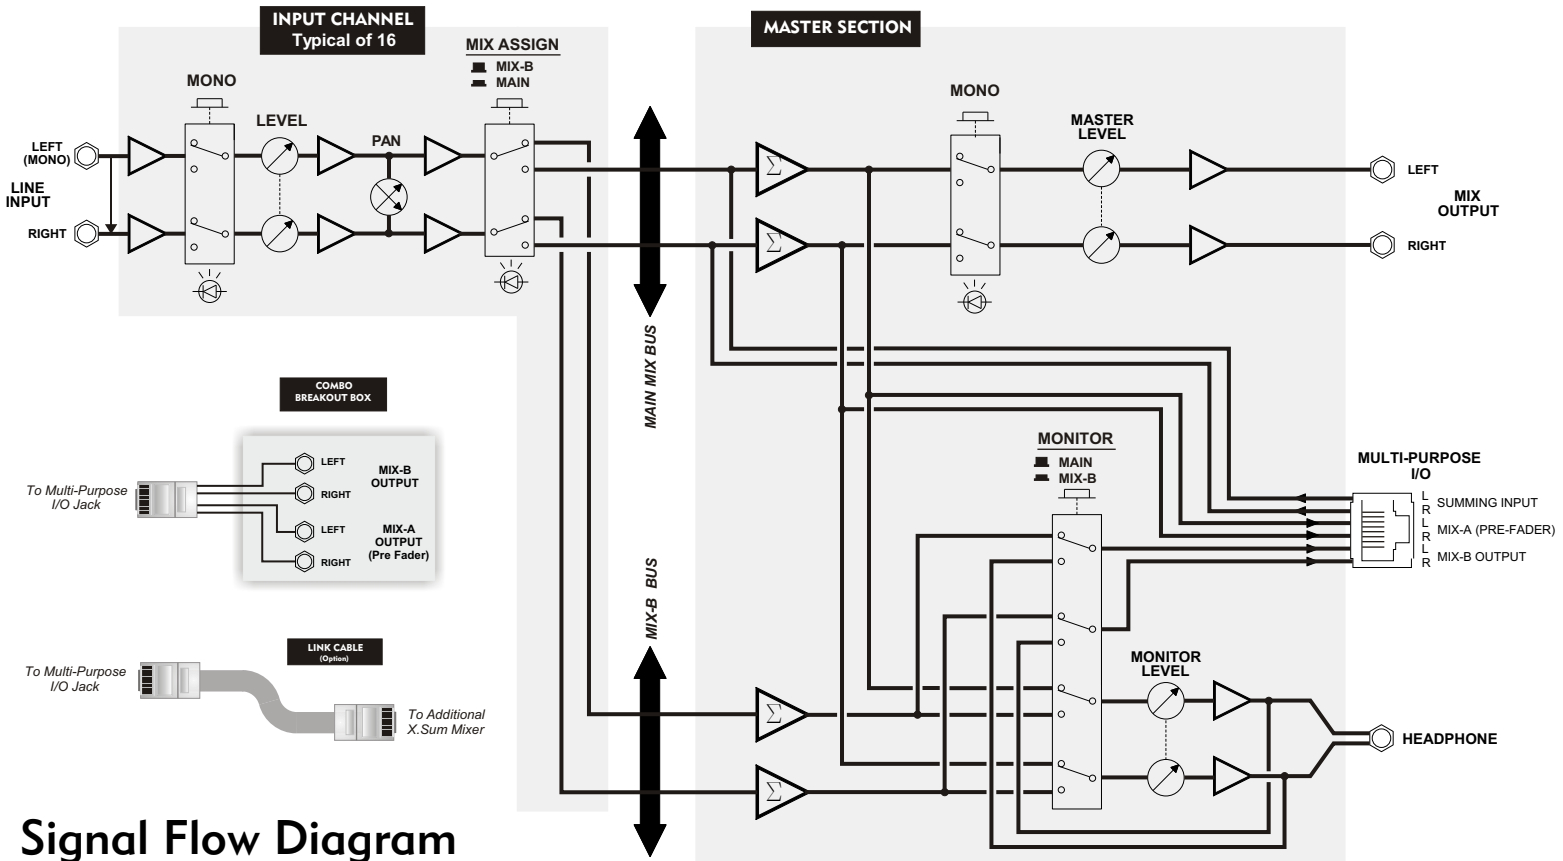 INPUT CHANNEL
Typical of 16
MASTER SECTION
MIX ASSIGN
MIX-B
MAIN
MONO
LEVEL
PAN
LEFT
(MONO)
LINE
INPUT
RIGHT
MONO
MASTER
LEVEL
Σ
Σ
LEFT
MIX
OUTPUT
RIGHT
MAIN MIX BUS
COMBO
BREAKOUT BOX
LEFT
RIGHT
MIX-B
OUTPUT
LEFT
RIGHT
MIX-A
OUTPUT
(Pre Fader)
To Multi-Purpose
I/O Jack
MONITOR
MAIN
MIX-B
MULTI-PURPOSE
I/O
L
R
SUMMING INPUT
L
R
MIX-A (PRE-FADER)
L
R
MIX-B OUTPUT
MIX-B BUS
LINK CABLE
(Option)
To Multi-Purpose
I/O Jack
To Additional
X.Sum Mixer
MONITOR
LEVEL
Σ
Σ
HEADPHONE
Signal Flow Diagram